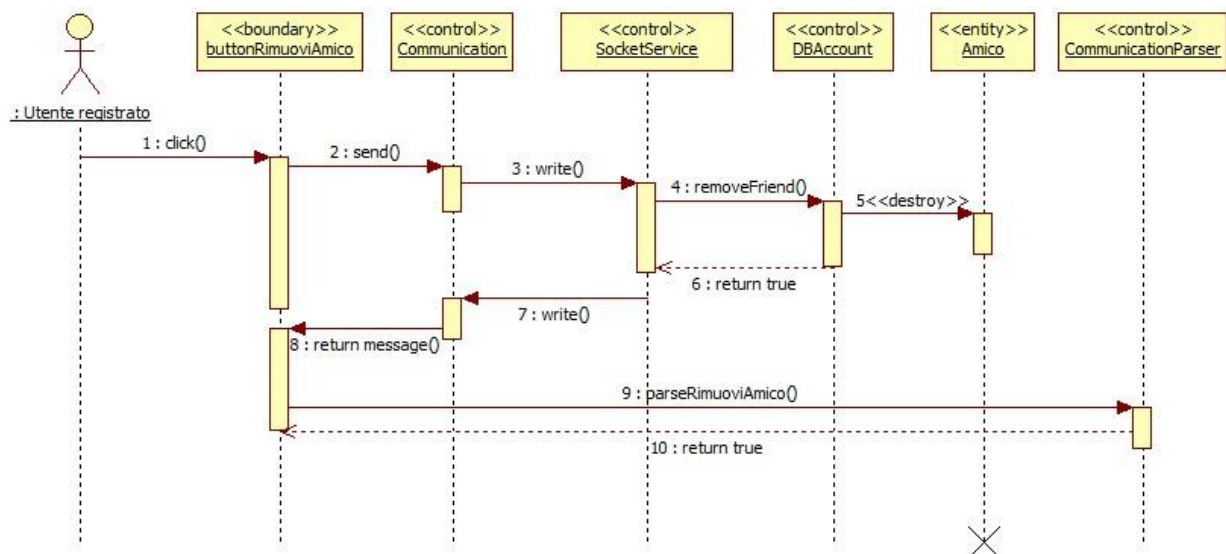 <<boundary>>
buttonRimuoviAmico
<<control>>
Communication
<<control>>
SocketService
<<control>>
DBAccount
<<entity>>
Amico
<<control>>
CommunicationParser
: Utente registrato
1 : click()
2 : send()
3 : write()
4 : removeFriend()
5<<destroy>>
6 : return true
7 : write()
8 : return message()
9 : parseRimuoviAmico()
10 : return true